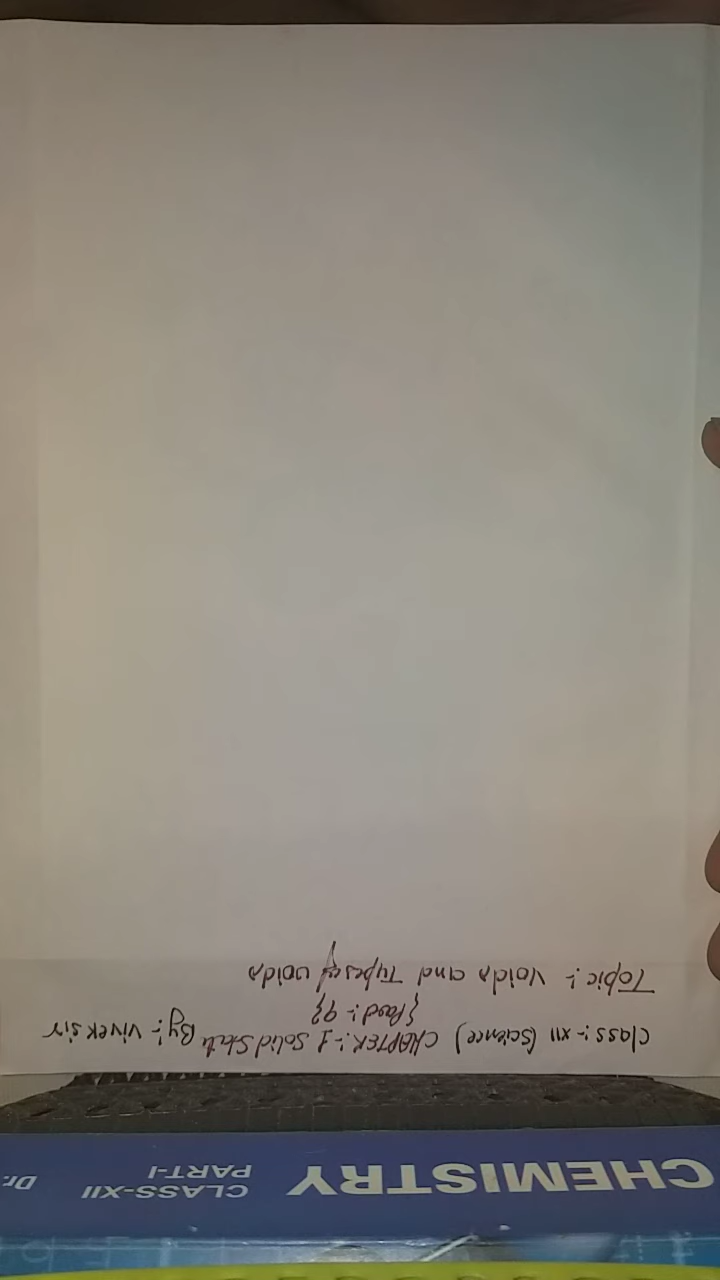 CHEMISTRY CLASS-XII Dr.
PART-I
Class :- XII (Science) CHAPTER :- 1 Solid State By :- Vivek sir
{Part :- 9}
Topic :- Voids and Types of voids